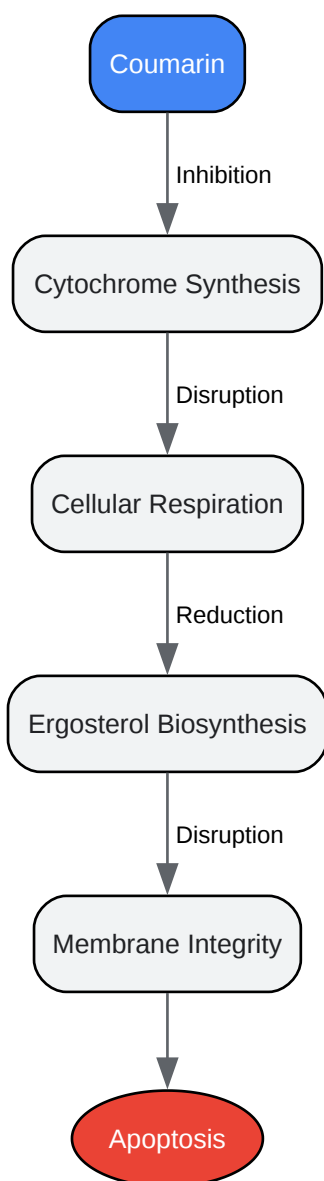 Coumarin
Inhibition
Cytochrome Synthesis
Disruption
Cellular Respiration
Reduction
Ergosterol Biosynthesis
Disruption
Membrane Integrity
Apoptosis